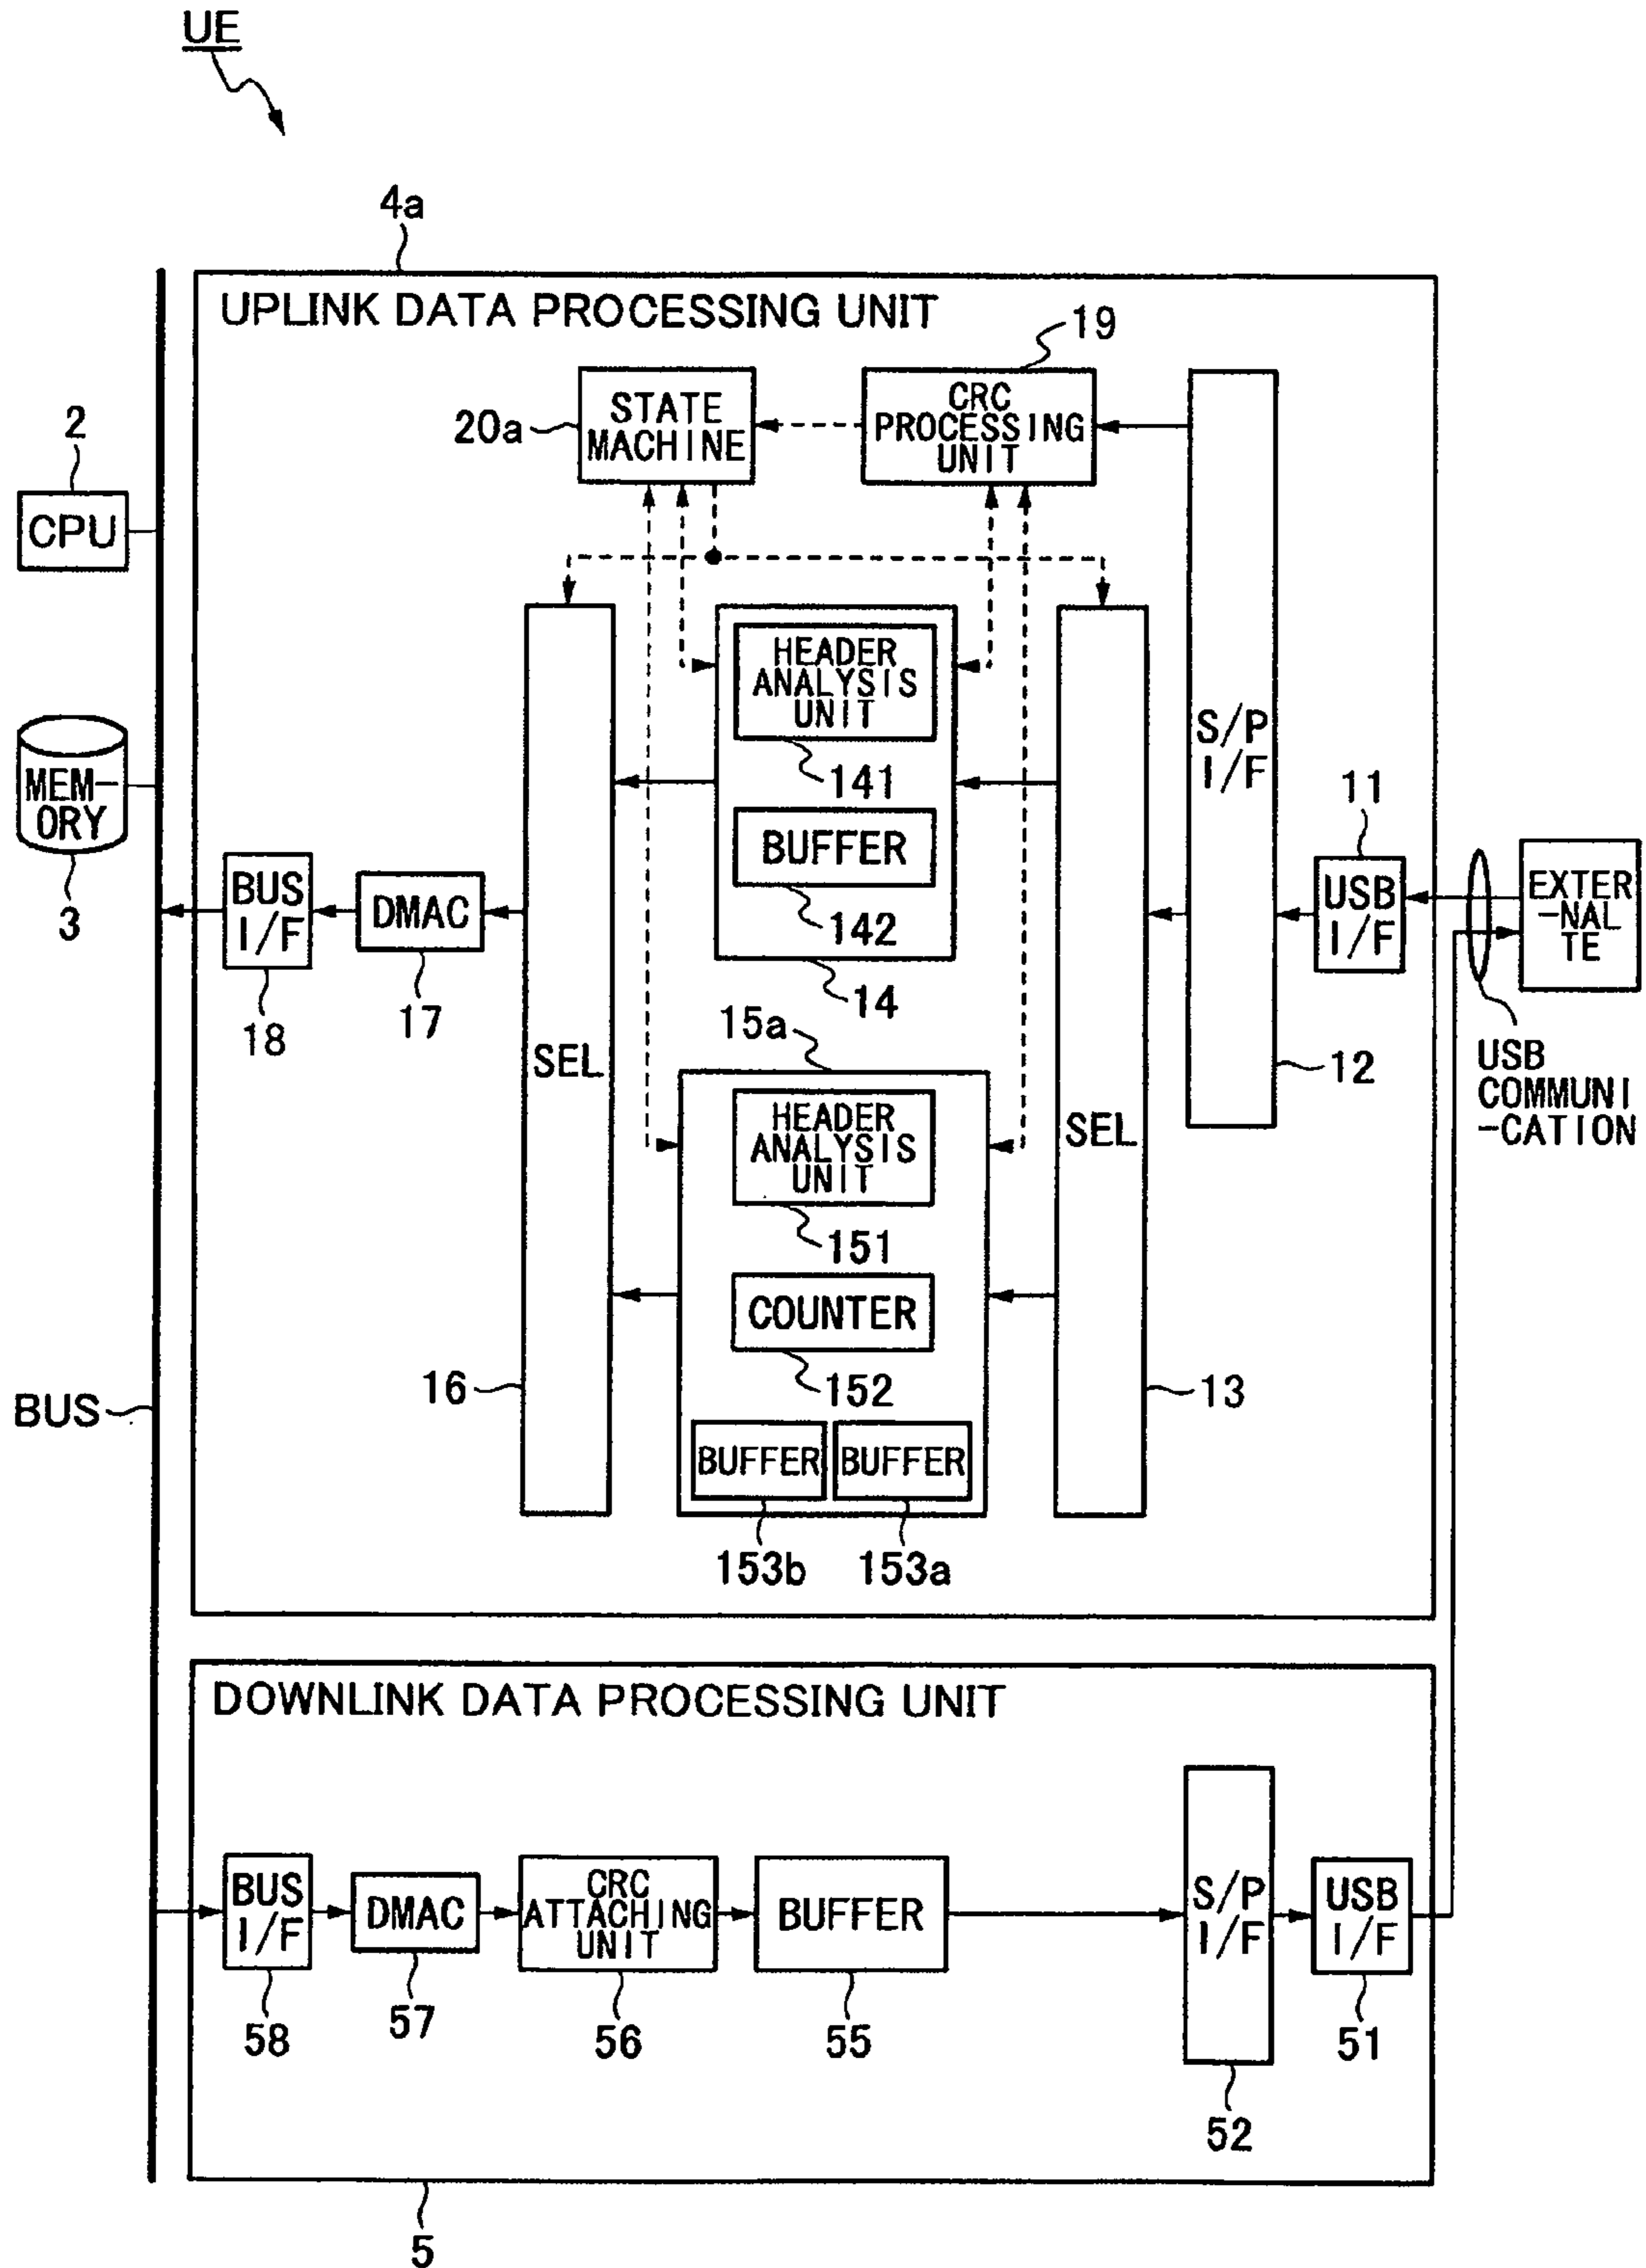 UE
4a
UPLINK DATA PROCESSING UNIT
19
STATE
MACHINE
20a
CRC
PROCESSING
UNIT
2
CPU
HEADER
ANALYSIS
UNIT
141
S/P
I/F
MEM-
ORY
3
BUFFER
142
14
11
USB
I/F
EXTER
-NAL
TE
BUS
I/F
18
DMAC
17
15a
SEL
12
USB
COMMUNI
-CATION
HEADER
ANALYSIS
UNIT
151
SEL
COUNTER
152
16
13
BUS
BUFFER
BUFFER
153b
153a
DOWNLINK DATA PROCESSING UNIT
BUS
I/F
58
DMAC
57
CRC
ATTACHING
UNIT
56
BUFFER
55
S/P
I/F
52
USB
I/F
51
5